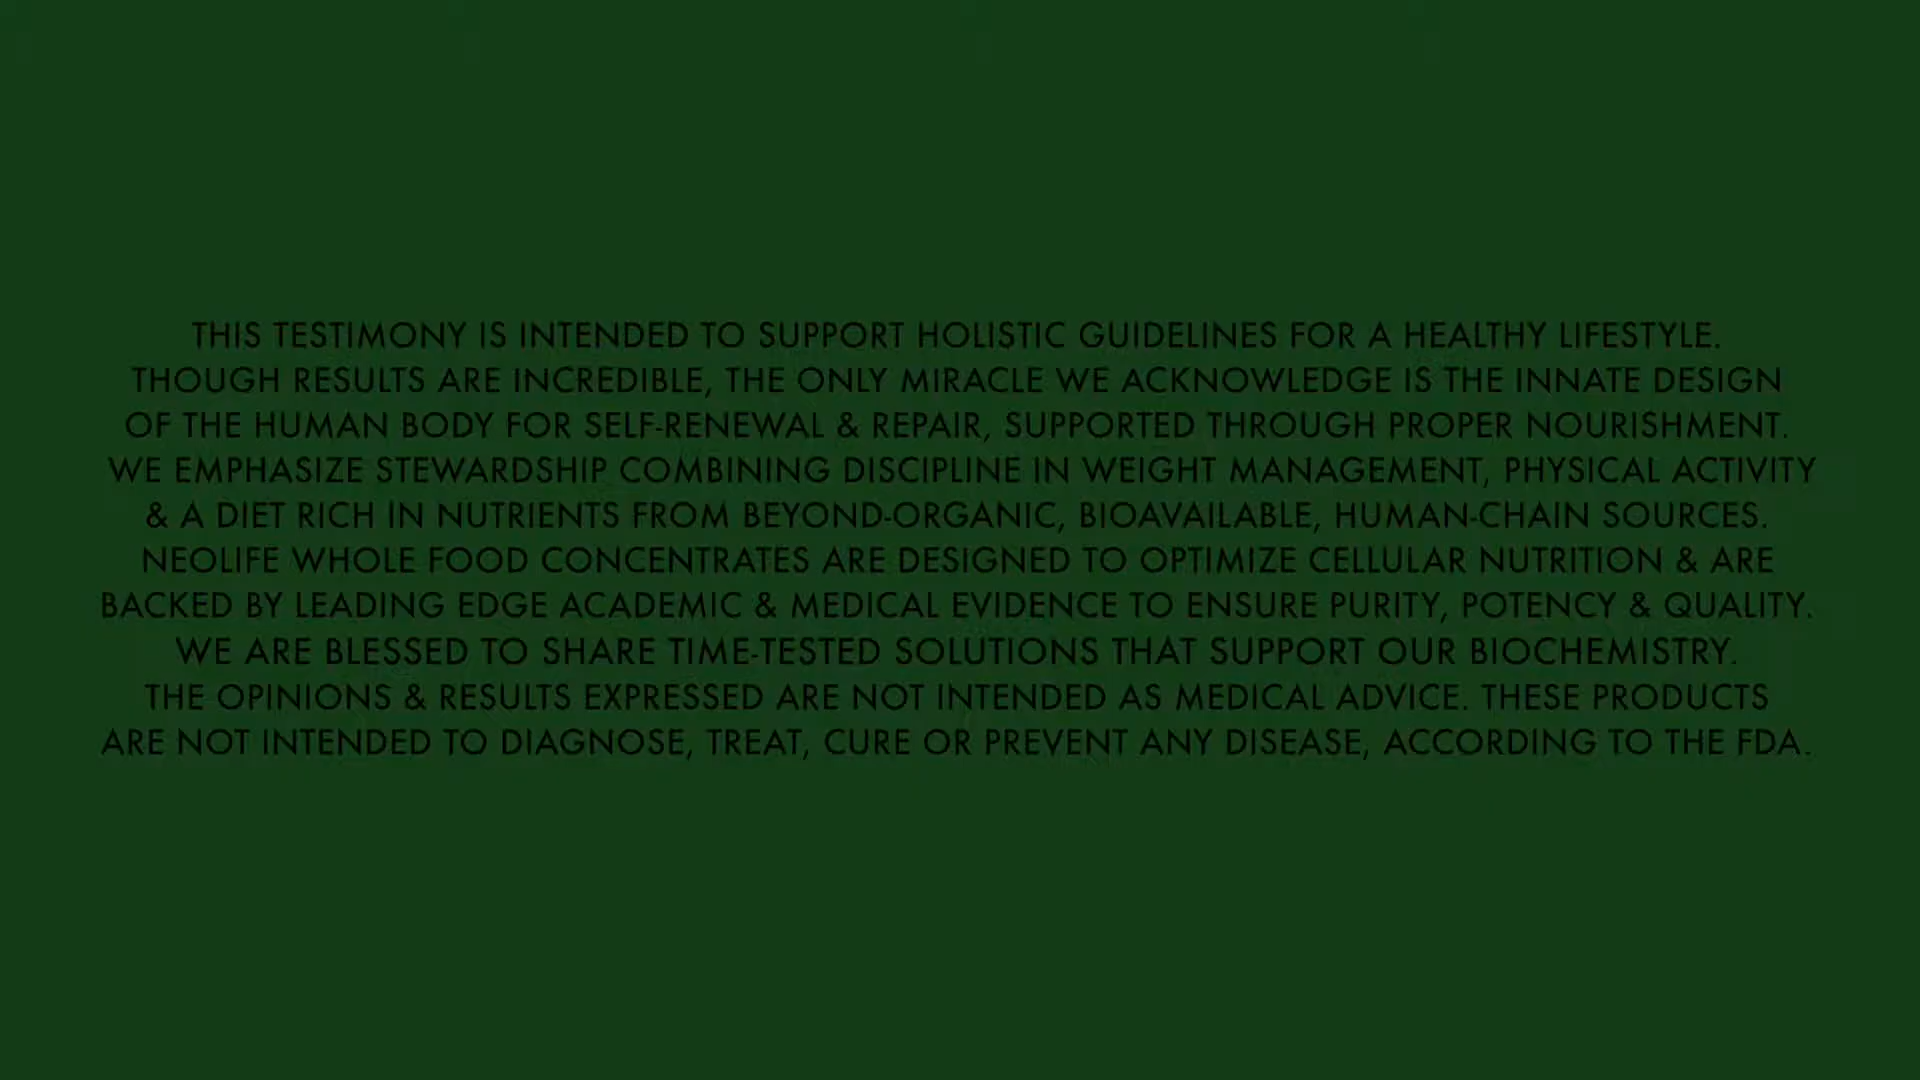 THIS TESTIMONY IS INTENDED TO SUPPORT HOLISTIC GUIDELINES FOR A HEALTHY LIFESTYLE.
THOUGH RESULTS ARE INCREDIBLE, THE ONLY MIRACLE WE ACKNOWLEDGE IS THE INNATE DESIGN
OF THE HUMAN BODY FOR SELF-RENEWAL & REPAIR, SUPPORTED THROUGH PROPER NOURISHMENT.
WE EMPHASIZE STEWARDSHIP COMBINING DISCIPLINE IN WEIGHT MANAGEMENT, PHYSICAL ACTIVITY
& A DIET RICH IN NUTRIENTS FROM BEYOND-ORGANIC, BIOAVAILABLE, HUMAN-CHAIN SOURCES.
NEOLIFE WHOLE FOOD CONCENTRATES ARE DESIGNED TO OPTIMIZE CELLULAR NUTRITION & ARE
BACKED BY LEADING EDGE ACADEMIC & MEDICAL EVIDENCE TO ENSURE PURITY, POTENCY & QUALITY.
WE ARE BLESSED TO SHARE TIME-TESTED SOLUTIONS THAT SUPPORT OUR BIOCHEMISTRY.
THE OPINIONS & RESULTS EXPRESSED ARE NOT INTENDED AS MEDICAL ADVICE. THESE PRODUCTS
ARE NOT INTENDED TO DIAGNOSE, TREAT, CURE OR PREVENT ANY DISEASE, ACCORDING TO THE FDA.